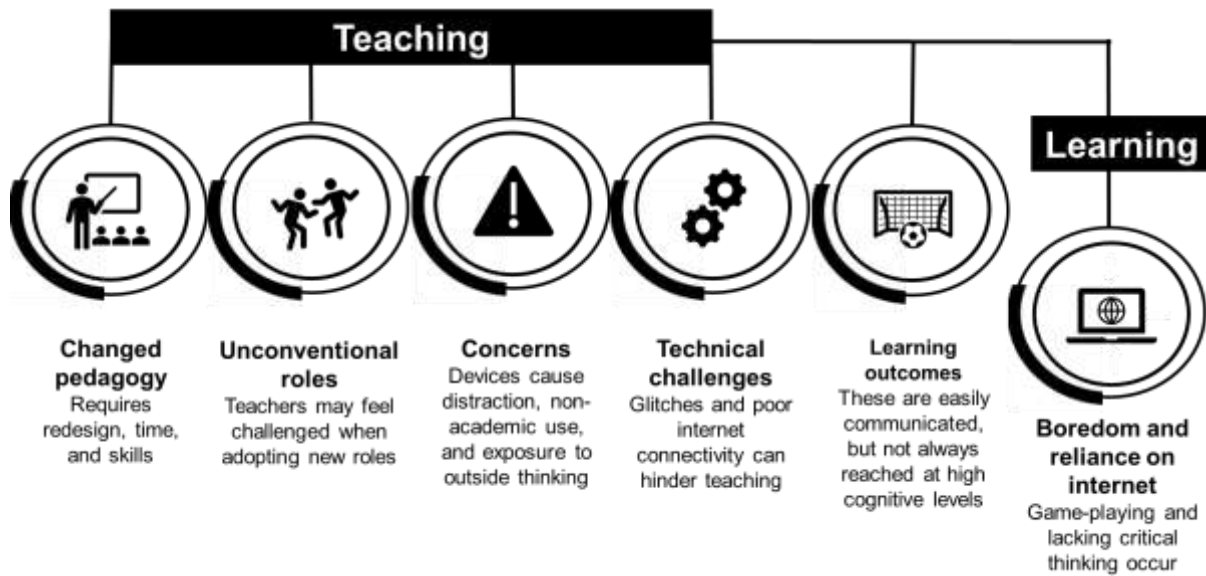 Teaching
Learning
Changed
pedagogy
Requires
redesign, time,
and skills
Unconventional
roles
Teachers may feel
challenged when
adopting new roles
Concerns
Devices cause
distraction, non-
academic use,
and exposure to
outside thinking
Technical
challenges
Glitches and poor
internet
connectivity can
hinder teaching
Learning
outcomes
These are easily
communicated,
but not always
reached at high
cognitive levels
Boredom and
reliance on
internet
Game-playing and
lacking critical
thinking occur